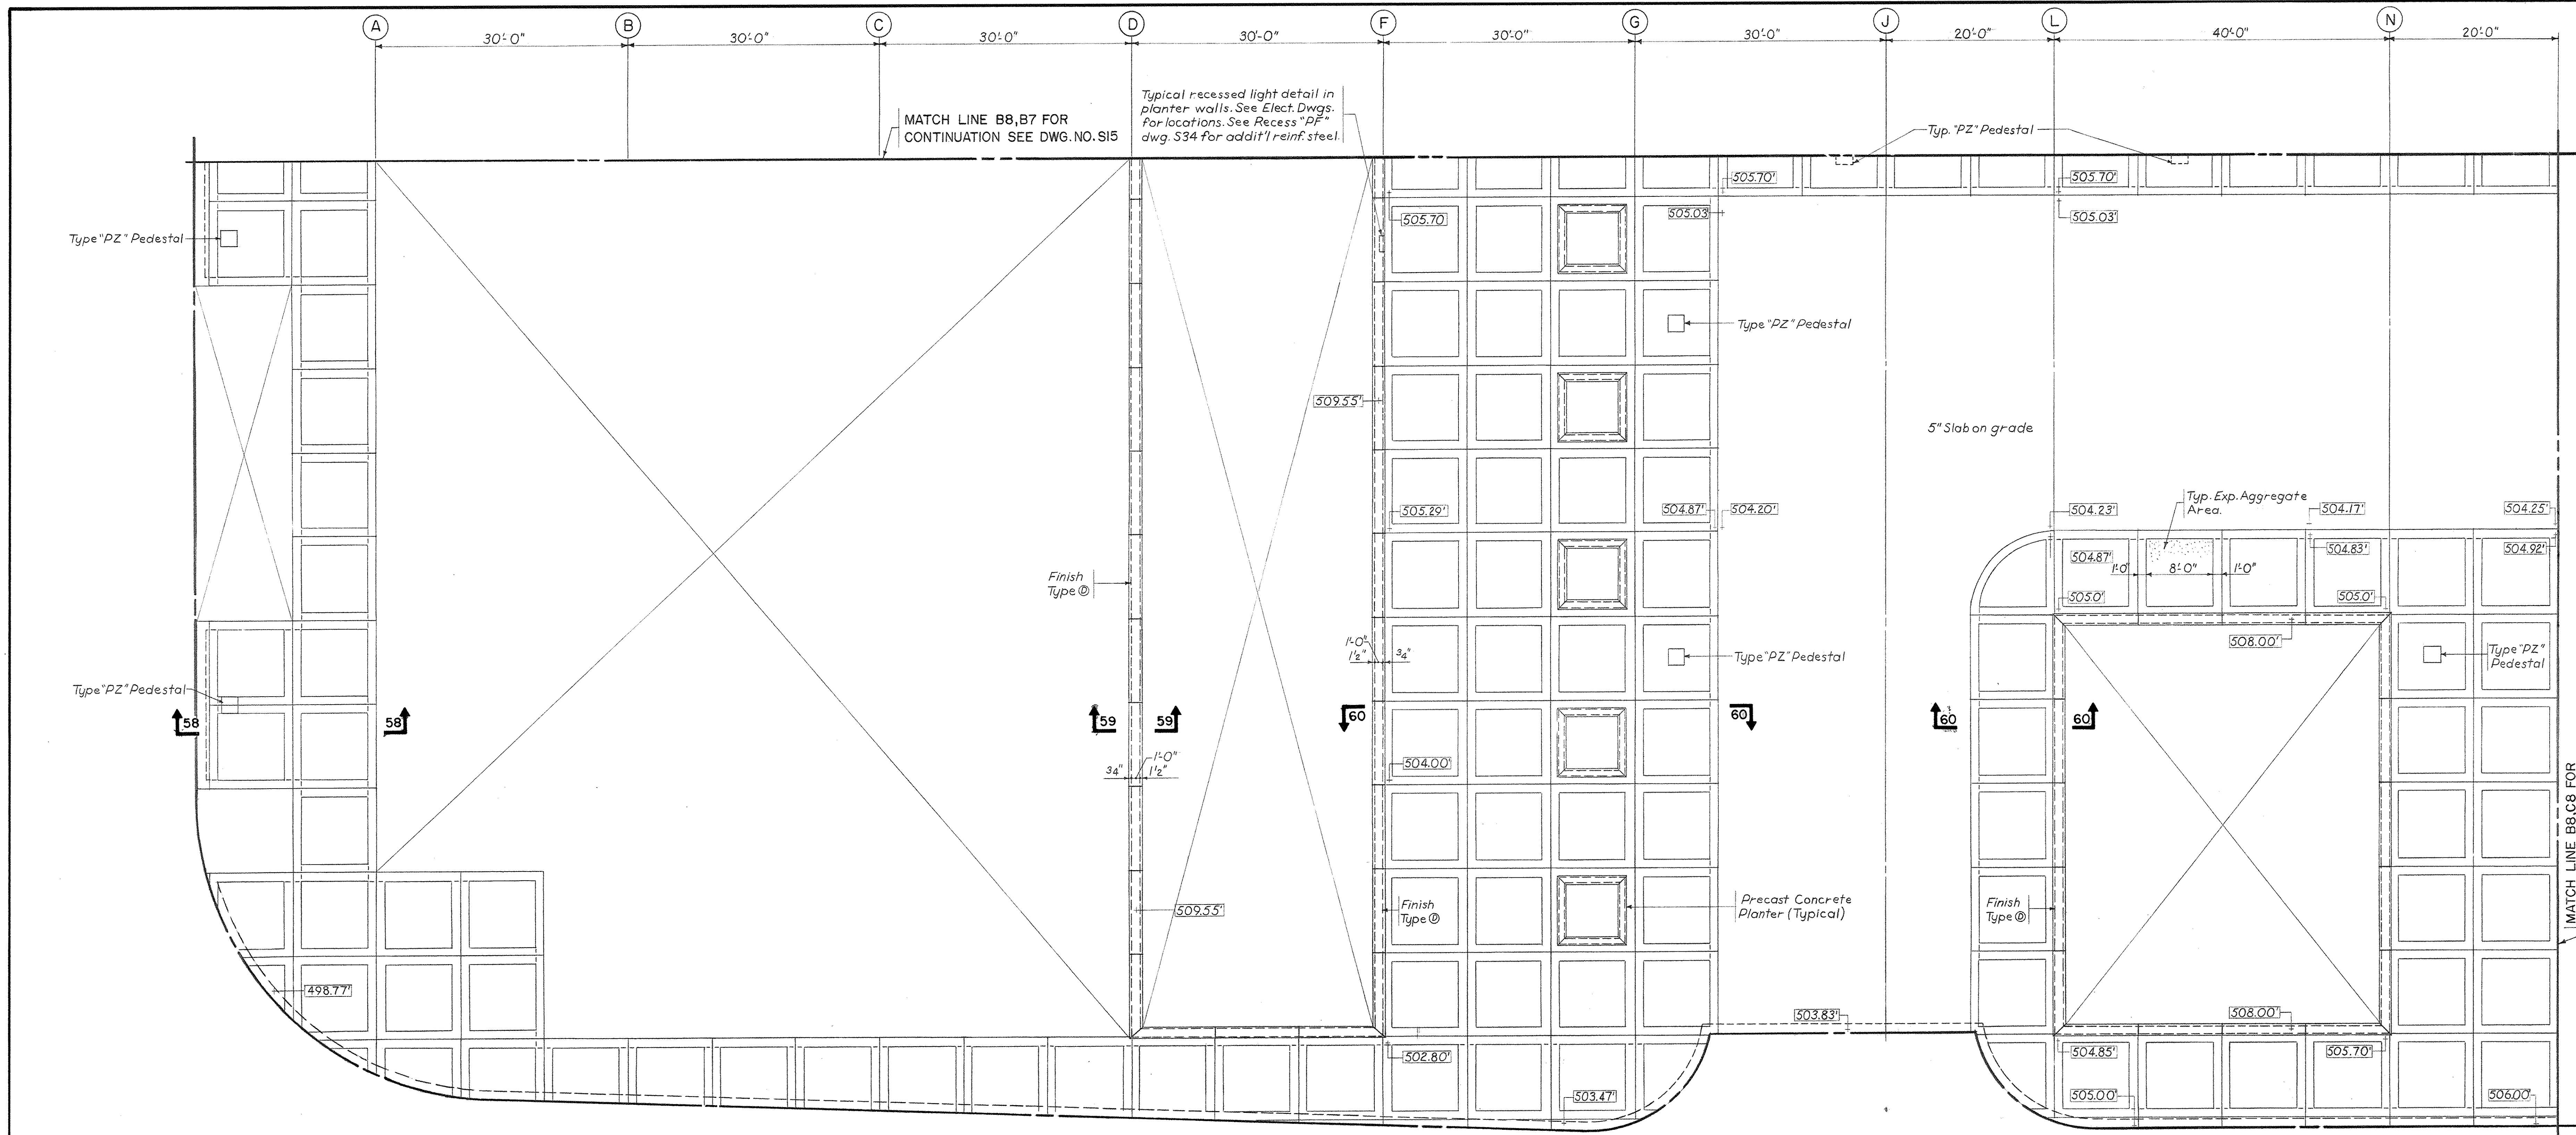 A
B
C
D
F
G
J
L
N
30'-0"
30'-0"
30'-0"
30'-0"
30'-0"
30'-0"
20'-0"
40'-0"
20'-0"
MATCH LINE B8,B7 FOR
CONTINUATION SEE DWG.NO.S15
Typical recessed light detail in
planter walls. See Elect. Dwgs.
for locations. See Recess "PF"
dwg. S34 for addit'l reinf. steel.
Typ. "PZ" Pedestal
505.70'
505.70'
505.70
505.03
505.03'
Type "PZ" Pedestal
Type "PZ" Pedestal
509.55'
5" Slab on grade
505.29'
504.87'
504.20'
504.23'
Typ. Exp. Aggregate
Area.
504.17'
504.25'
504.87'
504.83'
504.92'
1'-0"
8'-0"
1'-0"
Finish
Type Ⓓ
505.0'
505.0'
508.00'
1'-0"
1½"
¾"
Type "PZ" Pedestal
Type "PZ"
Pedestal
Type "PZ" Pedestal
58
58
59
59
60
60
60
60
¾"
1'-0"
1½"
504.00'
509.55'
Finish
Type Ⓓ
Precast Concrete
Planter (Typical)
Finish
Type Ⓓ
MATCH LINE B8,C8 FOR
498.77'
503.83'
508.00'
502.80'
504.85'
505.70'
503.47'
505.00'
506.00'